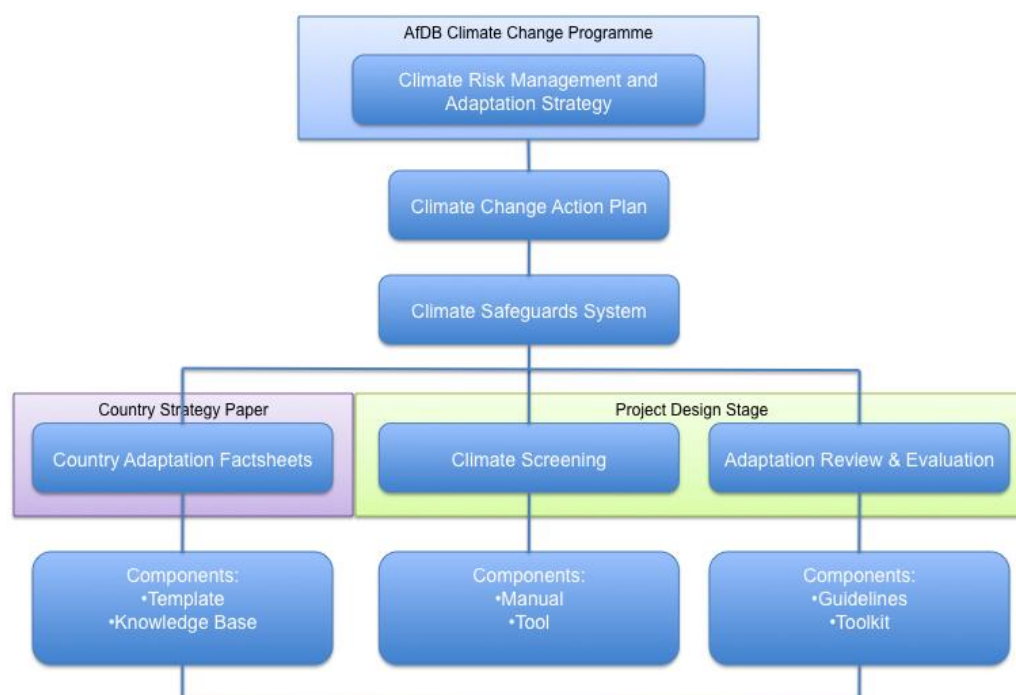 AfDB Climate Change Programme
Climate Risk Management and
Adaptation Strategy
Climate Change Action Plan
Climate Safeguards System
Country Strategy Paper
Project Design Stage
Country Adaptation Factsheets
Climate Screening
Adaptation Review & Evaluation
Components:
•Template
•Knowledge Base
Components:
•Manual
•Tool
Components:
•Guidelines
•Toolkit